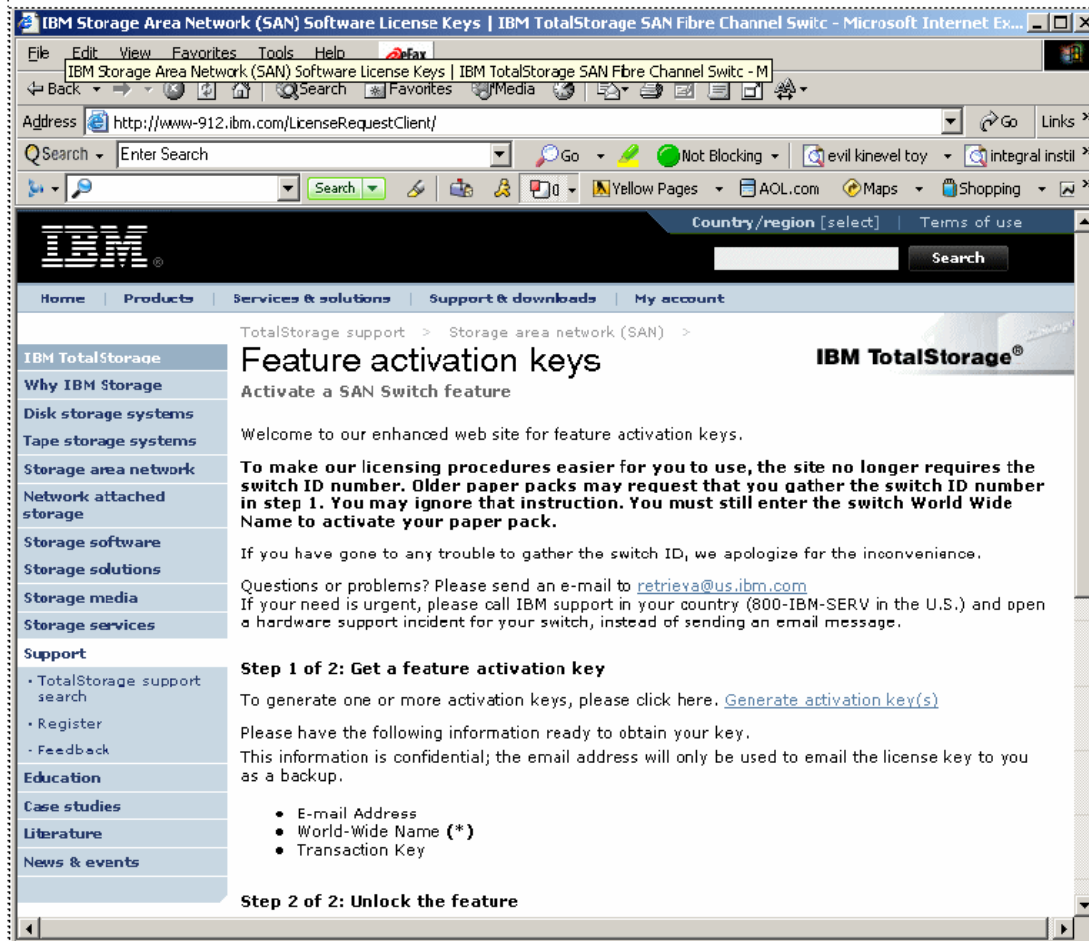 IBM Storage Area Network (SAN) Software License Keys | IBM TotalStorage SAN Fibre Channel Switc - Microsoft Internet Ex...
File Edit View Favorites Tools Help eFax
IBM Storage Area Network (SAN) Software License Keys | IBM TotalStorage SAN Fibre Channel Switc - M
Back Search Favorites Media
Address http://www-912.ibm.com/LicenseRequestClient/ Go Links »
Search Enter Search Go Not Blocking evil kinevel toy integral instil »
Search 0 Yellow Pages AOL.com Maps Shopping »
Country/region [select] | Terms of use
IBM ®
Search
Home | Products | Services & solutions | Support & downloads | My account
TotalStorage support > Storage area network (SAN) >
Feature activation keys
IBM TotalStorage®
Activate a SAN Switch feature
IBM TotalStorage
Why IBM Storage
Disk storage systems
Tape storage systems
Storage area network
Network attached
storage
Storage software
Storage solutions
Storage media
Storage services
Support
· TotalStorage support
search
· Register
· Feedback
Education
Case studies
Literature
News & events
Welcome to our enhanced web site for feature activation keys.
To make our licensing procedures easier for you to use, the site no longer requires the
switch ID number. Older paper packs may request that you gather the switch ID number
in step 1. You may ignore that instruction. You must still enter the switch World Wide
Name to activate your paper pack.
If you have gone to any trouble to gather the switch ID, we apologize for the inconvenience.
Questions or problems? Please send an e-mail to retrieva@us.ibm.com
If your need is urgent, please call IBM support in your country (800-IBM-SERV in the U.S.) and open
a hardware support incident for your switch, instead of sending an email message.
Step 1 of 2: Get a feature activation key
To generate one or more activation keys, please click here. Generate activation key(s)
Please have the following information ready to obtain your key.
This information is confidential; the email address will only be used to email the license key to you
as a backup.
● E-mail Address
● World-Wide Name (*)
● Transaction Key
Step 2 of 2: Unlock the feature